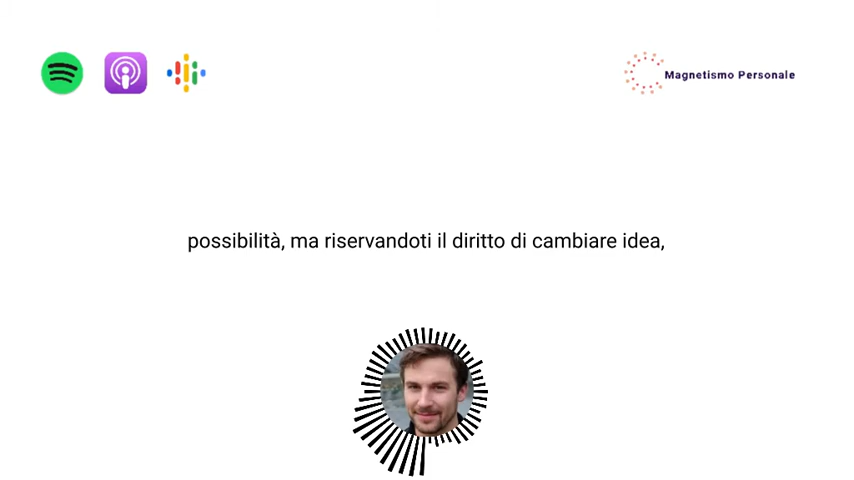 Magnetismo Personale
possibilità, ma riservandoti il diritto di cambiare idea,